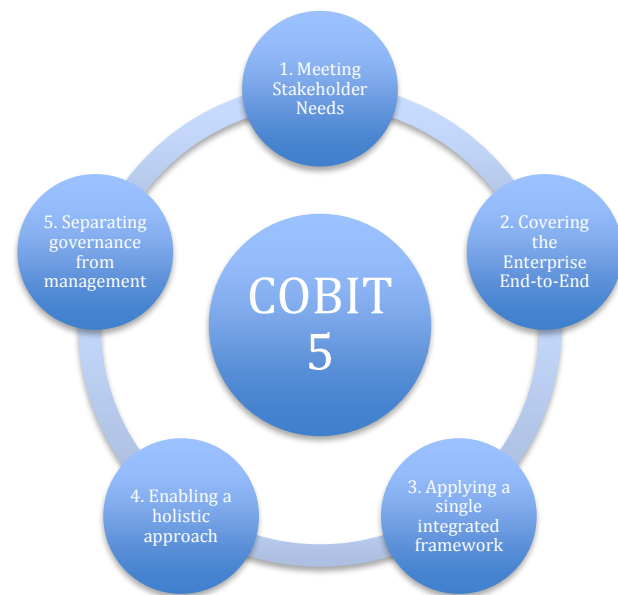 1. Meeting
Stakeholder
Needs
2. Covering
the
Enterprise
End-to-End
3. Applying a
single
integrated
framework
4. Enabling a
holistic
approach
5. Separating
governance
from
management
COBIT
5